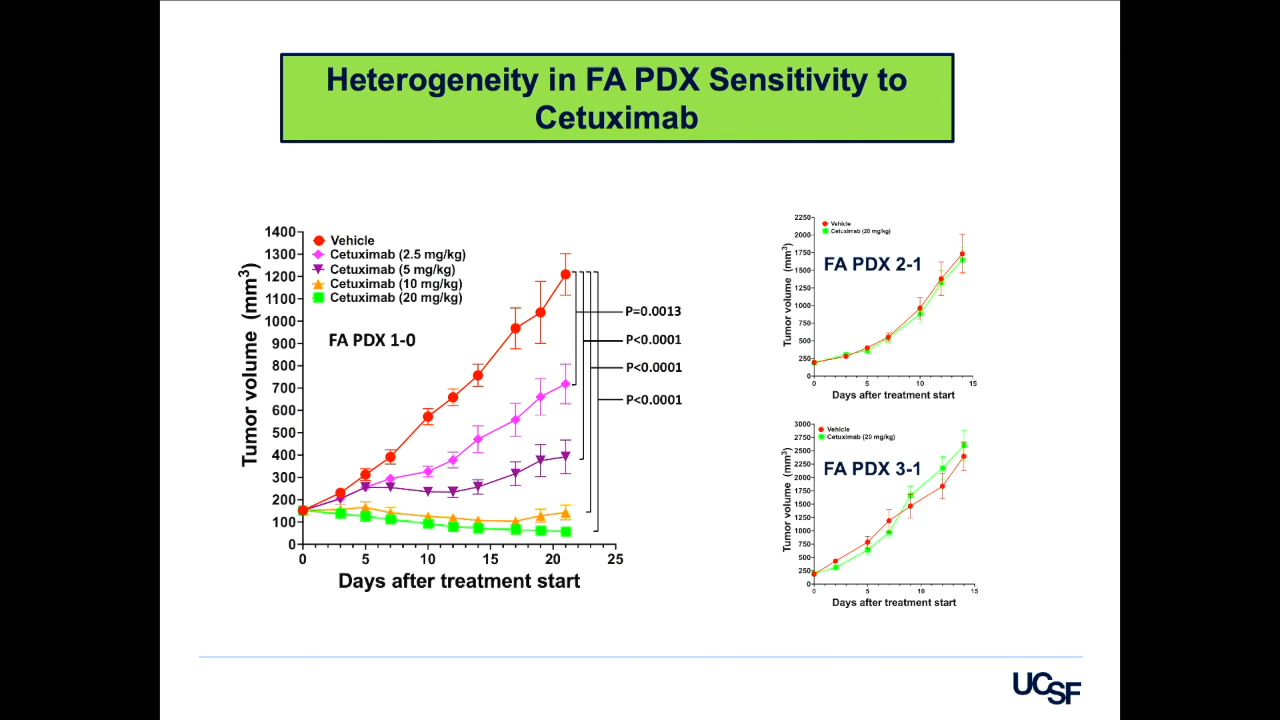 Heterogeneity in FA PDX Sensitivity to
Cetuximab
1400
1300
1200
1100
1000
900
800
700
600
500
400
300
200
100
0
Tumor volume (mm3)
Vehicle
Cetuximab (2.5 mg/kg)
Cetuximab (5 mg/kg)
Cetuximab (10 mg/kg)
Cetuximab (20 mg/kg)
FA PDX 1-0
P=0.0013
P<0.0001
P<0.0001
P<0.0001
0 5 10 15 20 25
Days after treatment start
2250
2000
1750
1500
1250
1000
750
500
250
0
Tumor volume (mm3)
Vehicle
Cetuximab (20 mg/kg)
FA PDX 2-1
0 5 10 15
Days after treatment start
3000
2750
2500
2250
2000
1750
1500
1250
1000
750
500
250
0
Tumor volume (mm3)
Vehicle
Cetuximab (20 mg/kg)
FA PDX 3-1
0 5 10 15
Days after treatment start
UCSF